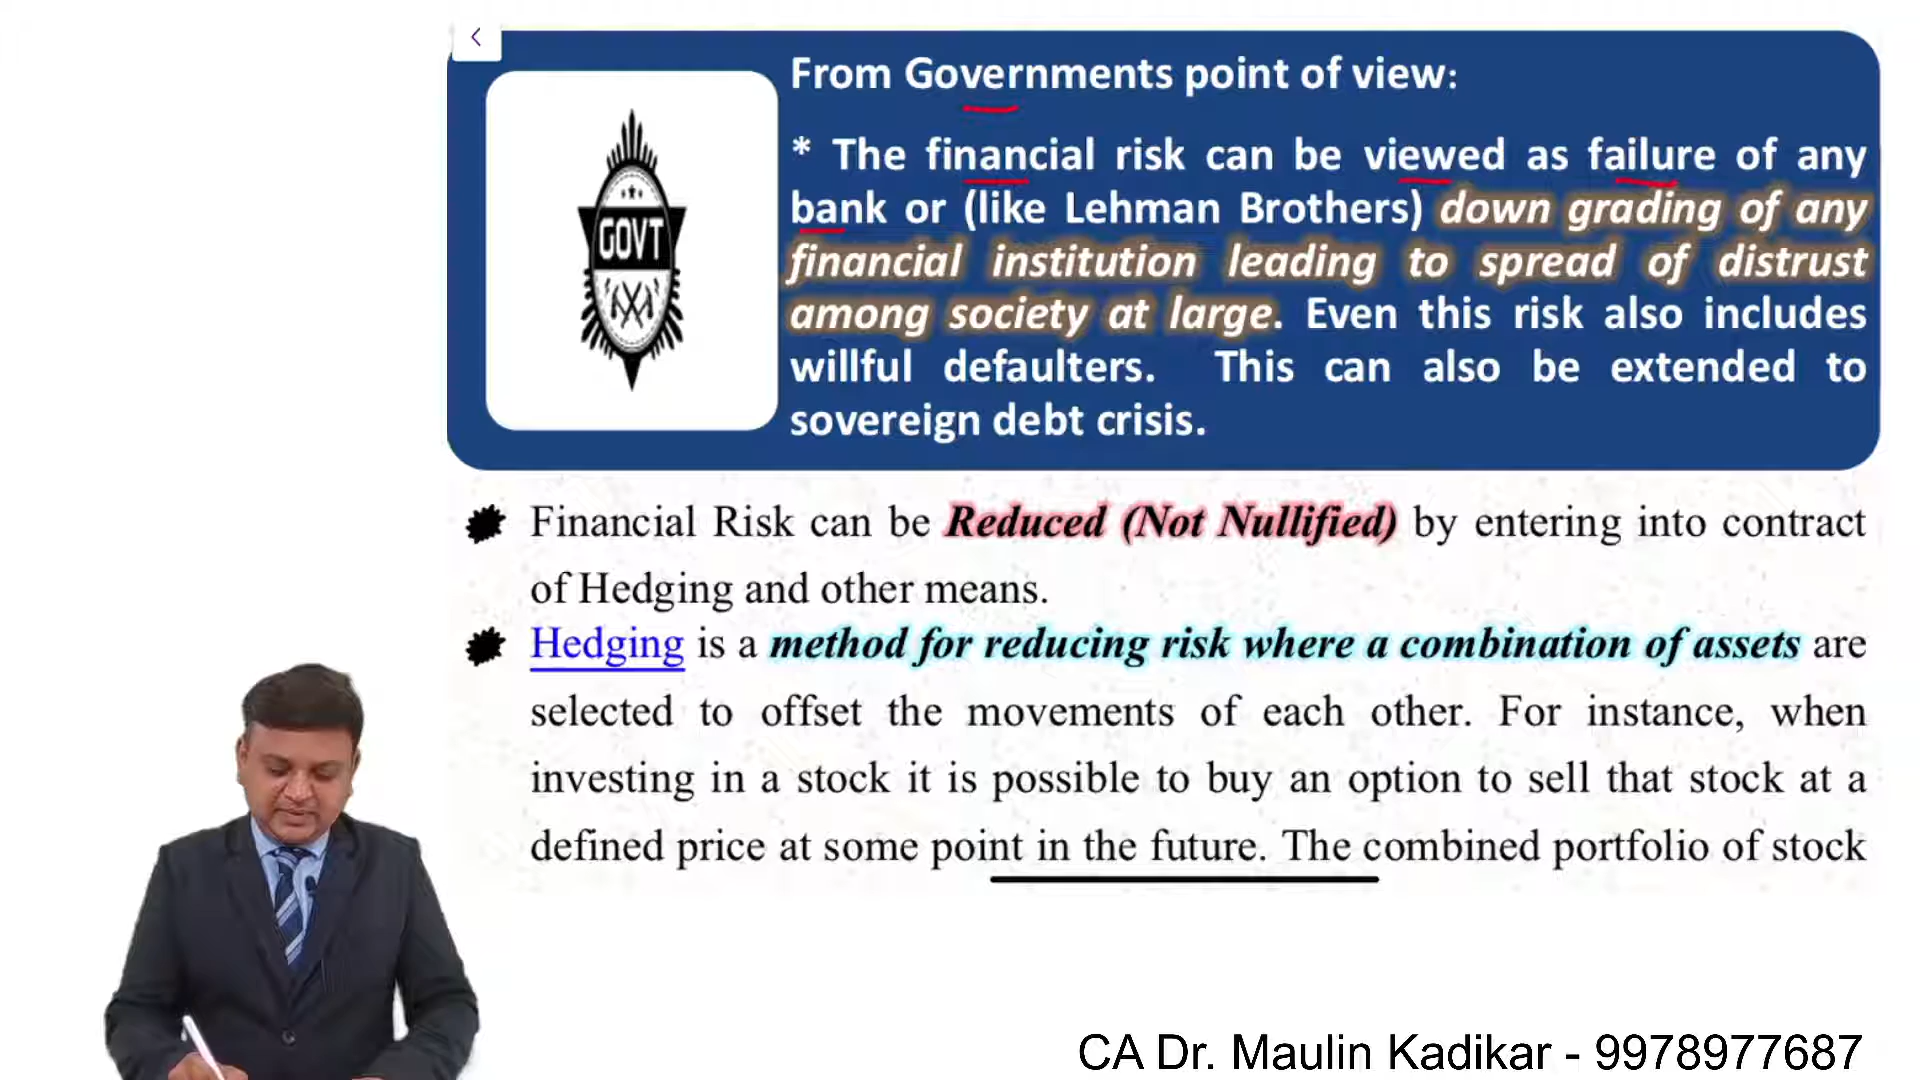 From Governments point of view:
* The financial risk can be viewed as failure of any
bank or (like Lehman Brothers) down grading of any
financial institution leading to spread of distrust
among society at large. Even this risk also includes
willful defaulters. This can also be extended to
sovereign debt crisis.
GOVT
Financial Risk can be Reduced (Not Nullified) by entering into contract
of Hedging and other means.
Hedging is a method for reducing risk where a combination of assets are
selected to offset the movements of each other. For instance, when
investing in a stock it is possible to buy an option to sell that stock at a
defined price at some point in the future. The combined portfolio of stock
CA Dr. Maulin Kadikar - 9978977687